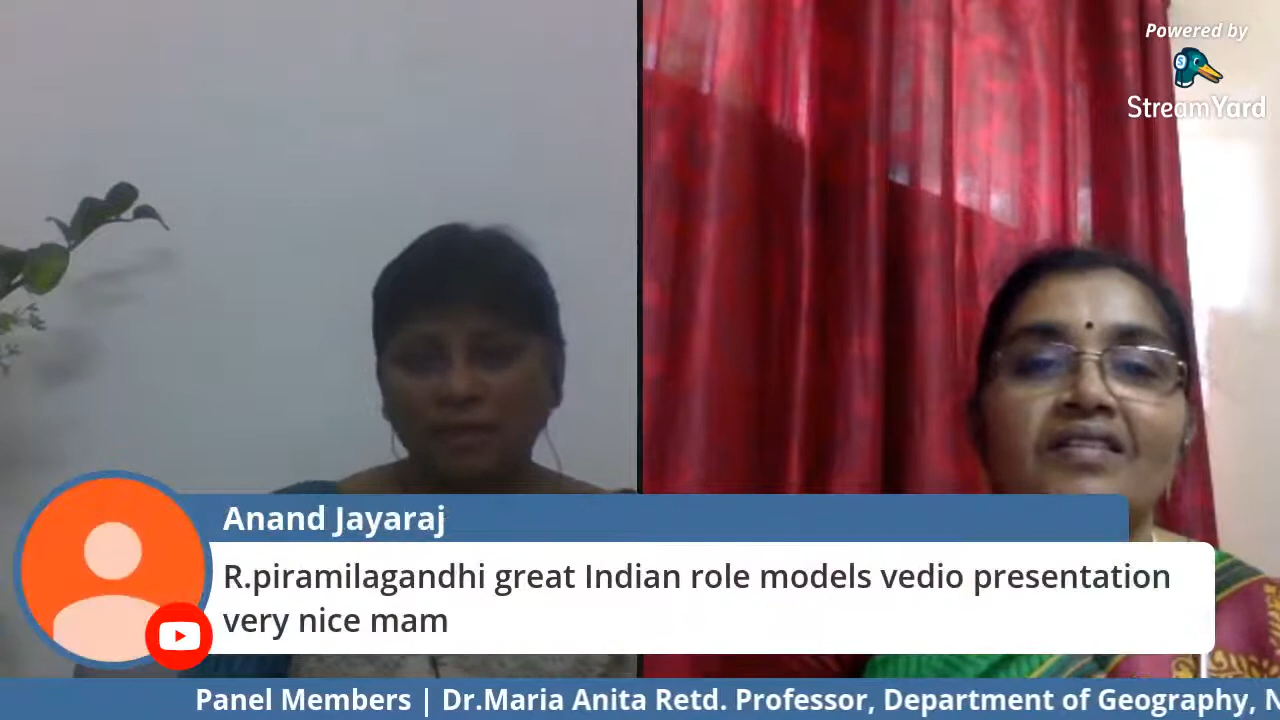 Powered by
StreamYard
Anand Jayaraj
R.piramilagandhi great Indian role models vedio presentation
very nice mam
Panel Members | Dr.Maria Anita Retd. Professor, Department of Geography, N